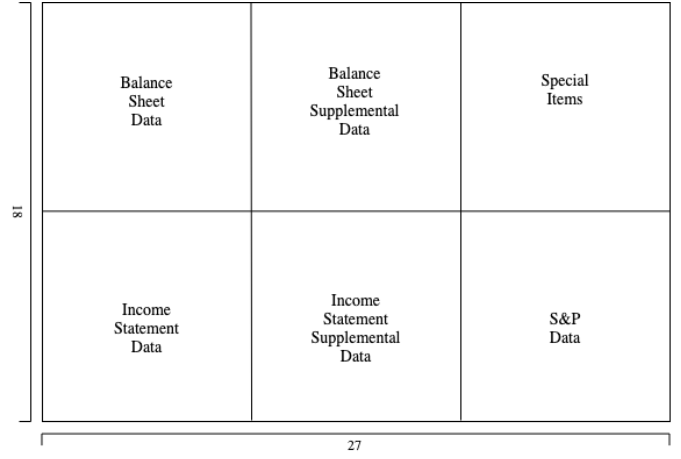 Balance
Sheet
Data
Balance
Sheet
Supplemental
Data
Special
Items
18
Income
Statement
Data
Income
Statement
Supplemental
Data
S&P
Data
27